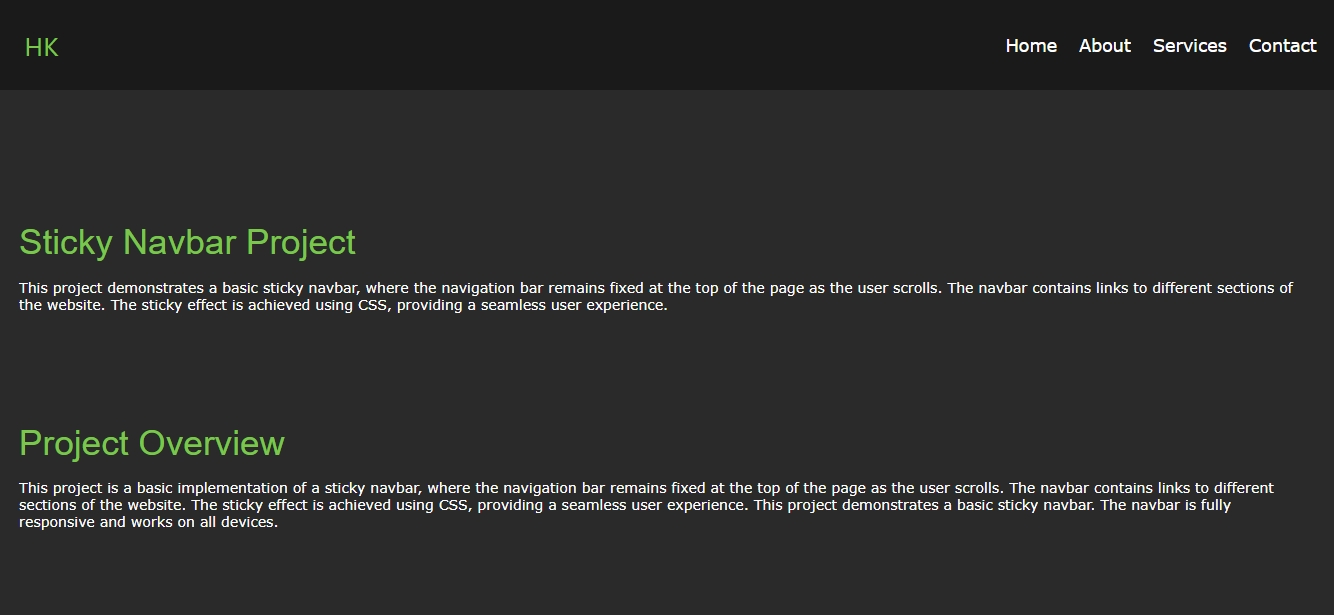 HK
Home About Services Contact
Sticky Navbar Project
This project demonstrates a basic sticky navbar, where the navigation bar remains fixed at the top of the page as the user scrolls. The navbar contains links to different sections of
the website. The sticky effect is achieved using CSS, providing a seamless user experience.
Project Overview
This project is a basic implementation of a sticky navbar, where the navigation bar remains fixed at the top of the page as the user scrolls. The navbar contains links to different
sections of the website. The sticky effect is achieved using CSS, providing a seamless user experience. This project demonstrates a basic sticky navbar. The navbar is fully
responsive and works on all devices.